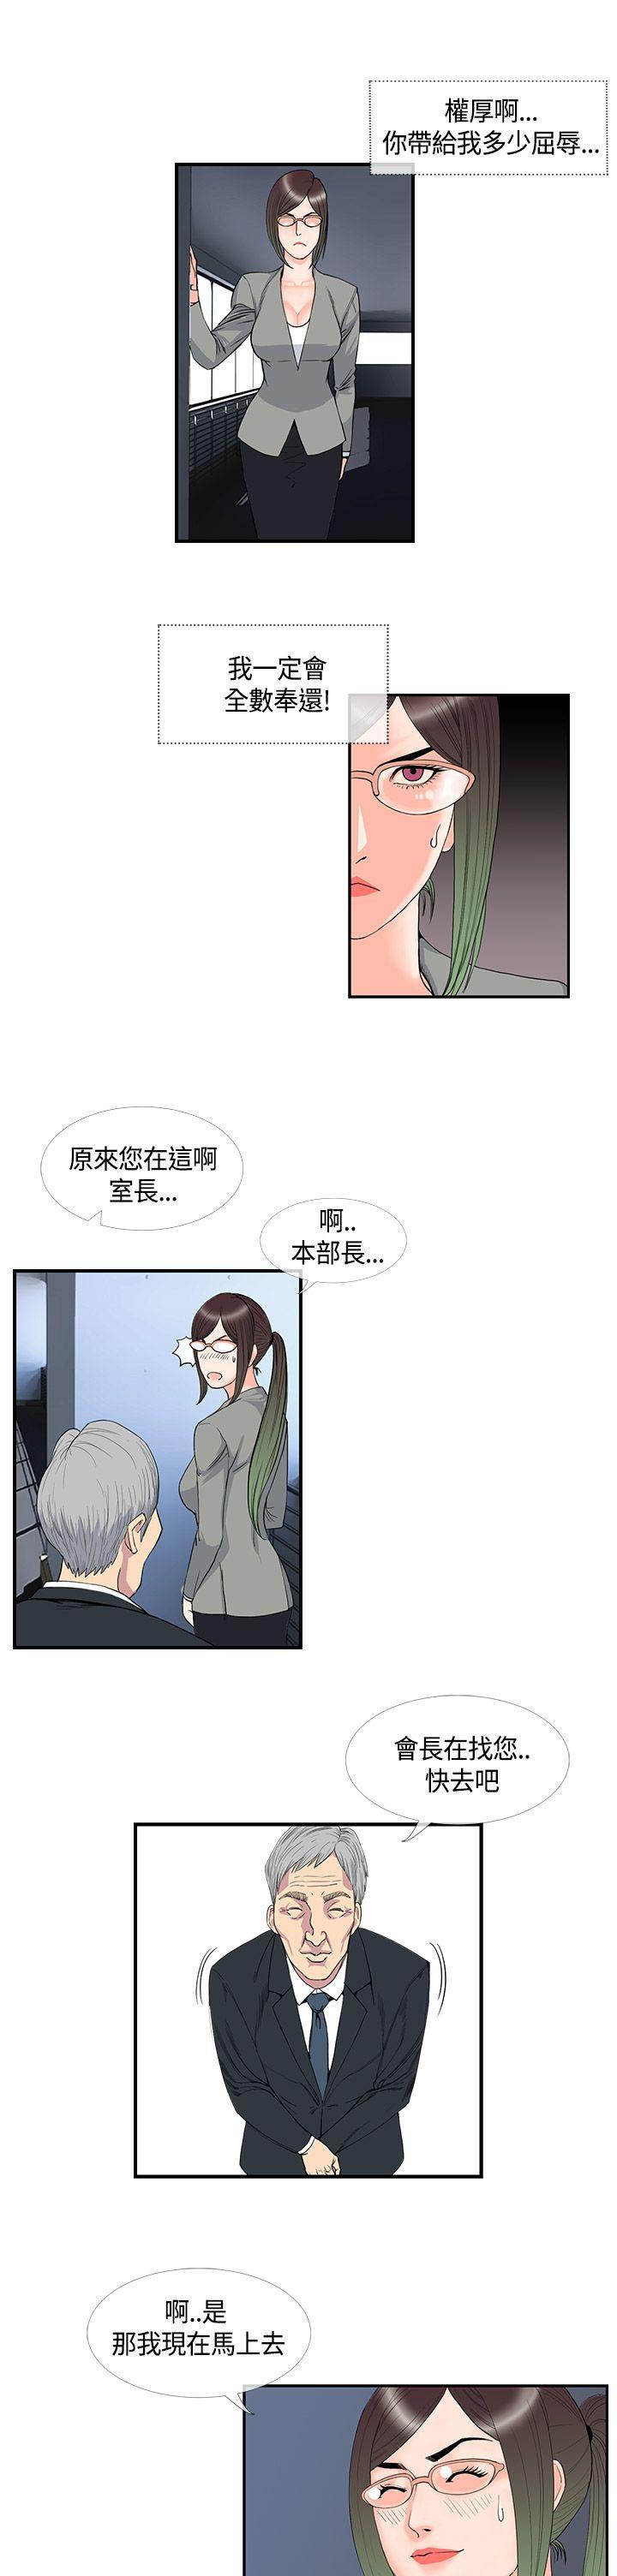 權厚啊...
你帶給我多少屈辱...
我一定會
全數奉還!
原來您在這啊
室長...
啊..
本部長...
會長在找您..
快去吧
啊..是
那我現在馬上去